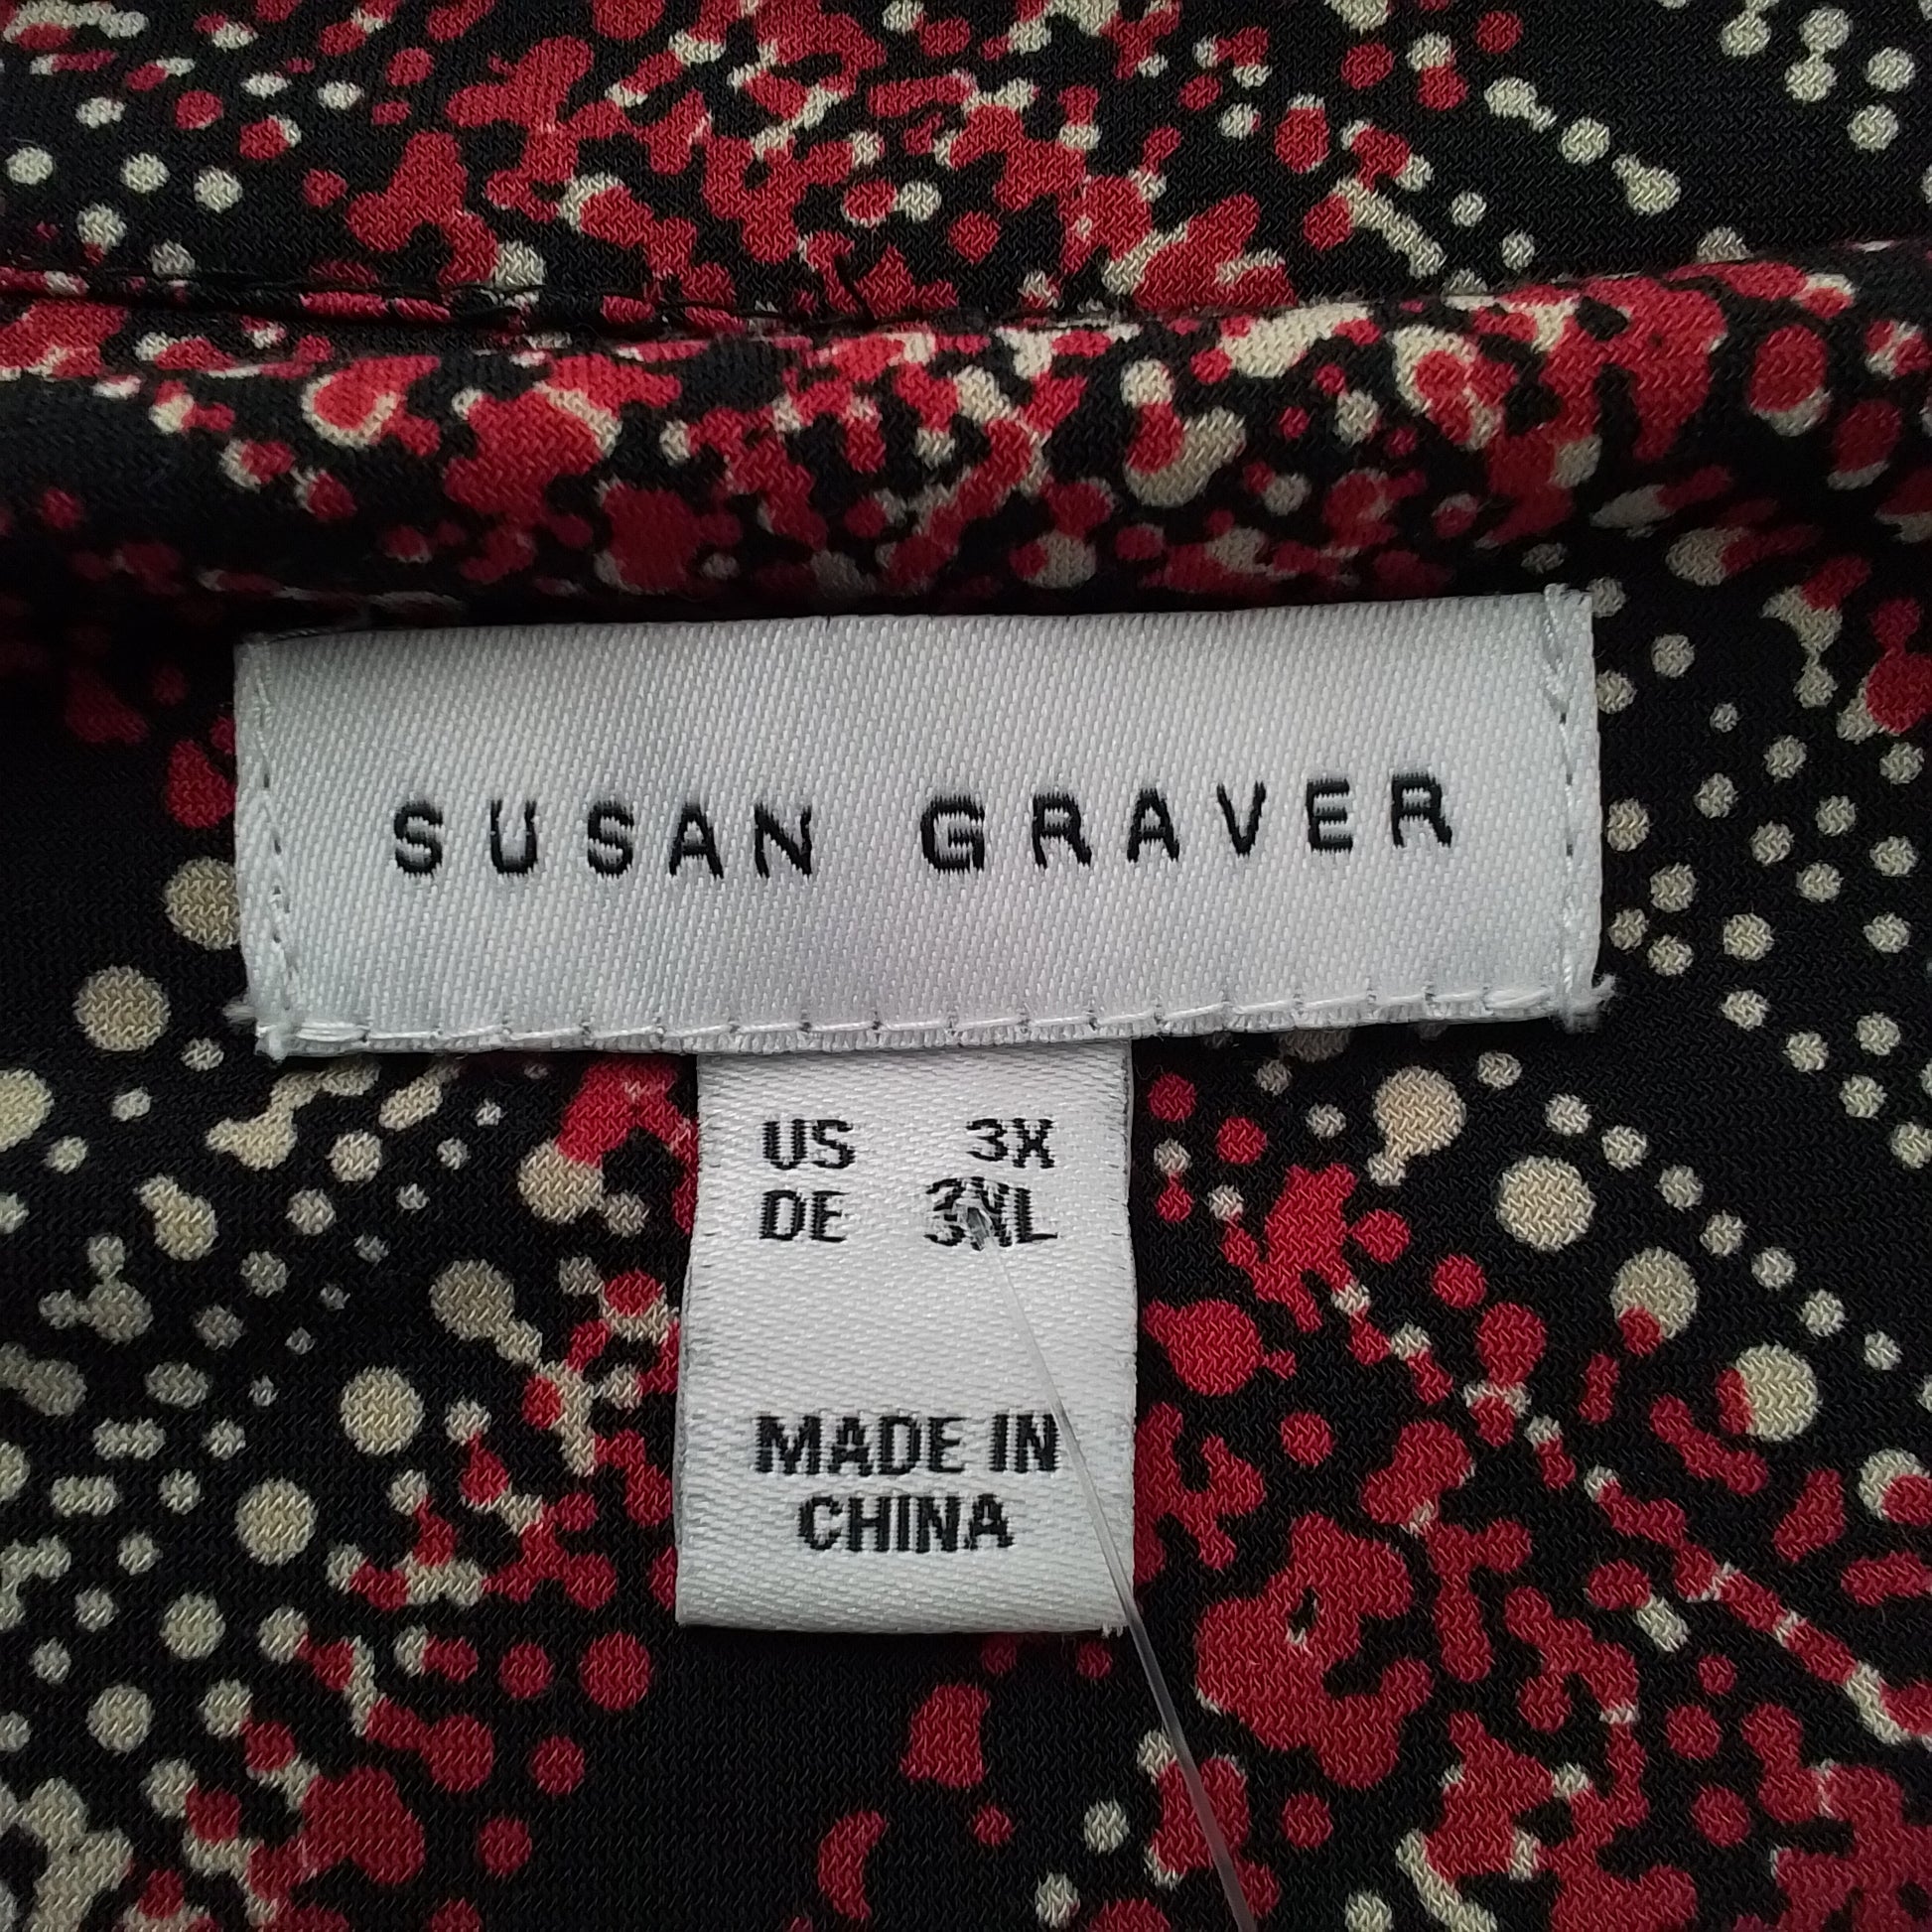 SUSAN GRAVER
US 3X
DE 3XL
MADE IN
CHINA